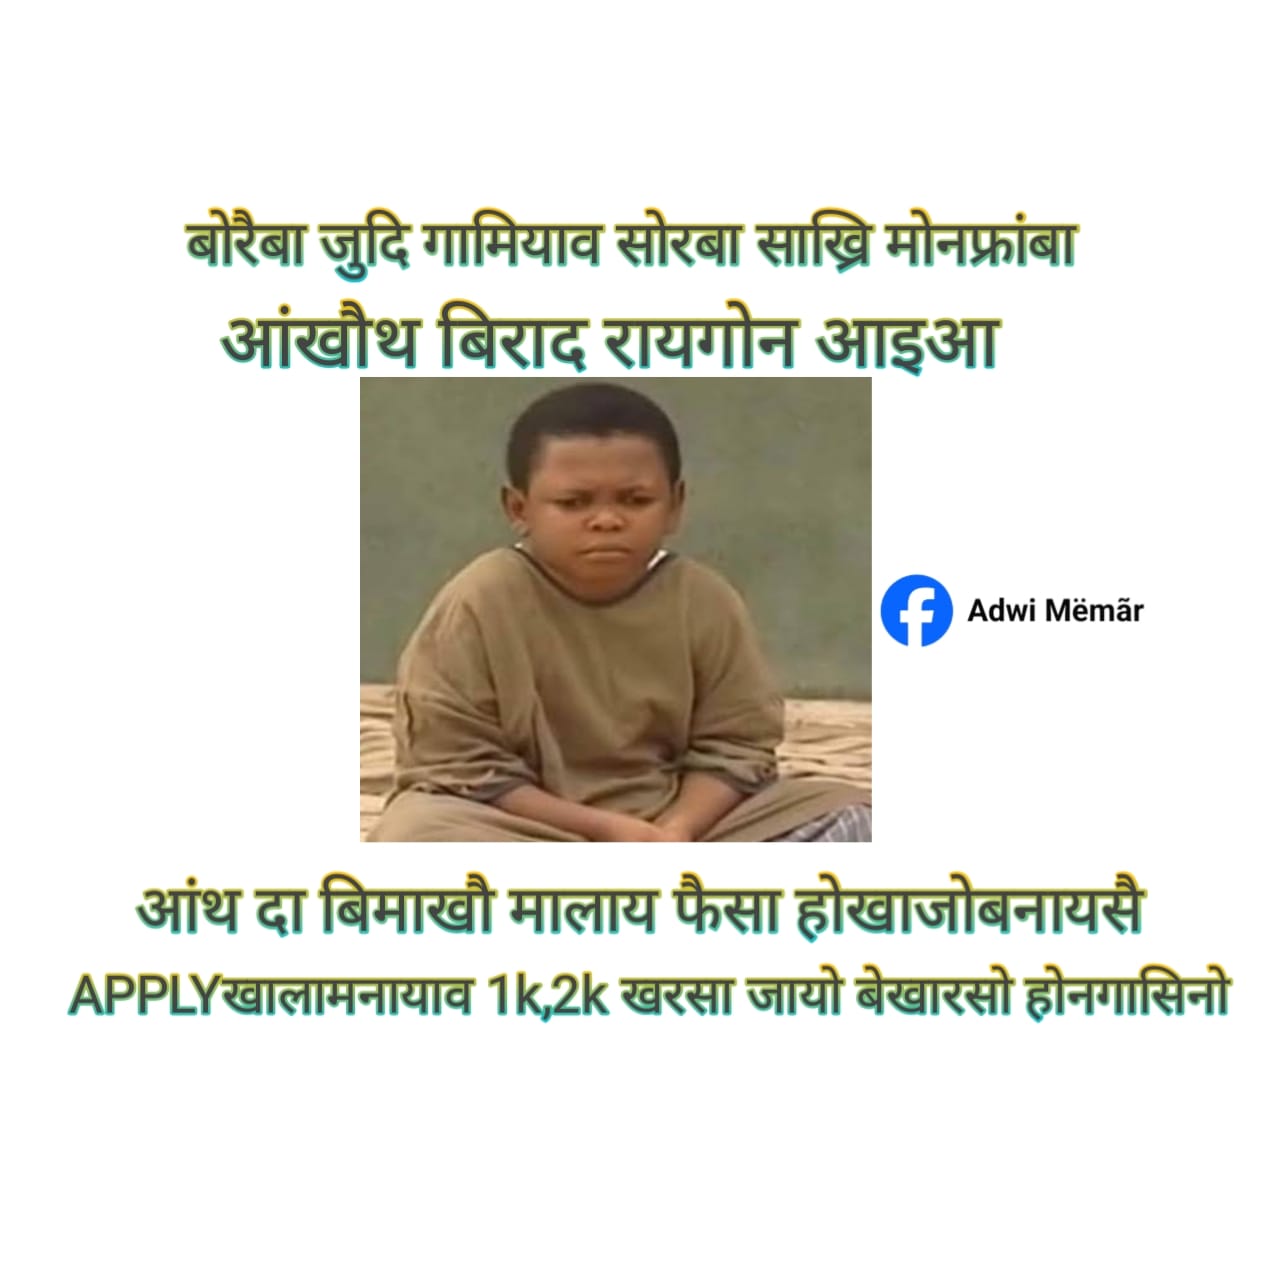 बोरैबा जुदि गामियाव सोरबा साख्रि मोनफ्रांबा
आंखौथ बिराद रायगोन आइआ
Adwi Mëmãr
आंथ दा बिमाखौ मालाय फैसा होखाजोबनायसै
APPLYखालामनायाव 1k,2k खरसा जायो बेखारसो होनगासिनो